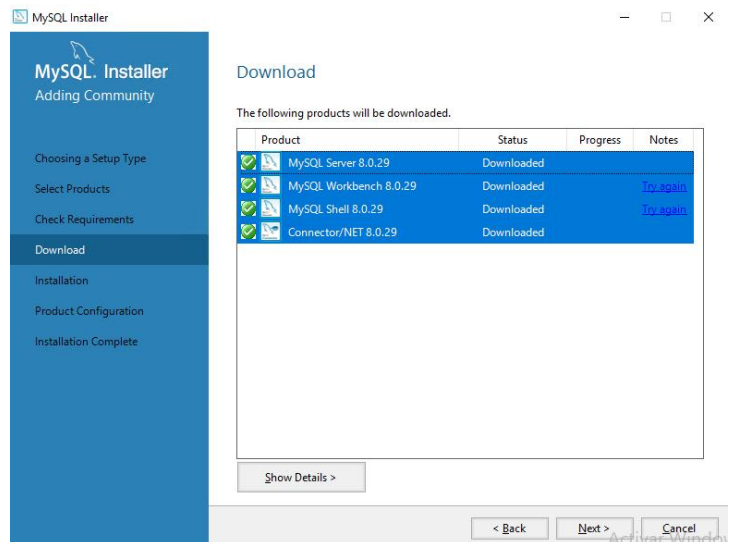 MySQL Installer
MySQL. Installer
Adding Community
Choosing a Setup Type
Select Products
Check Requirements
Download
Installation
Product Configuration
Installation Complete
Download
The following products will be downloaded.
Product Status Progress Notes
MySQL Server 8.0.29 Downloaded
MySQL Workbench 8.0.29 Downloaded Try again
MySQL Shell 8.0.29 Downloaded Try again
Connector/NET 8.0.29 Downloaded
Show Details >
< Back Next > Cancel
Activar Window